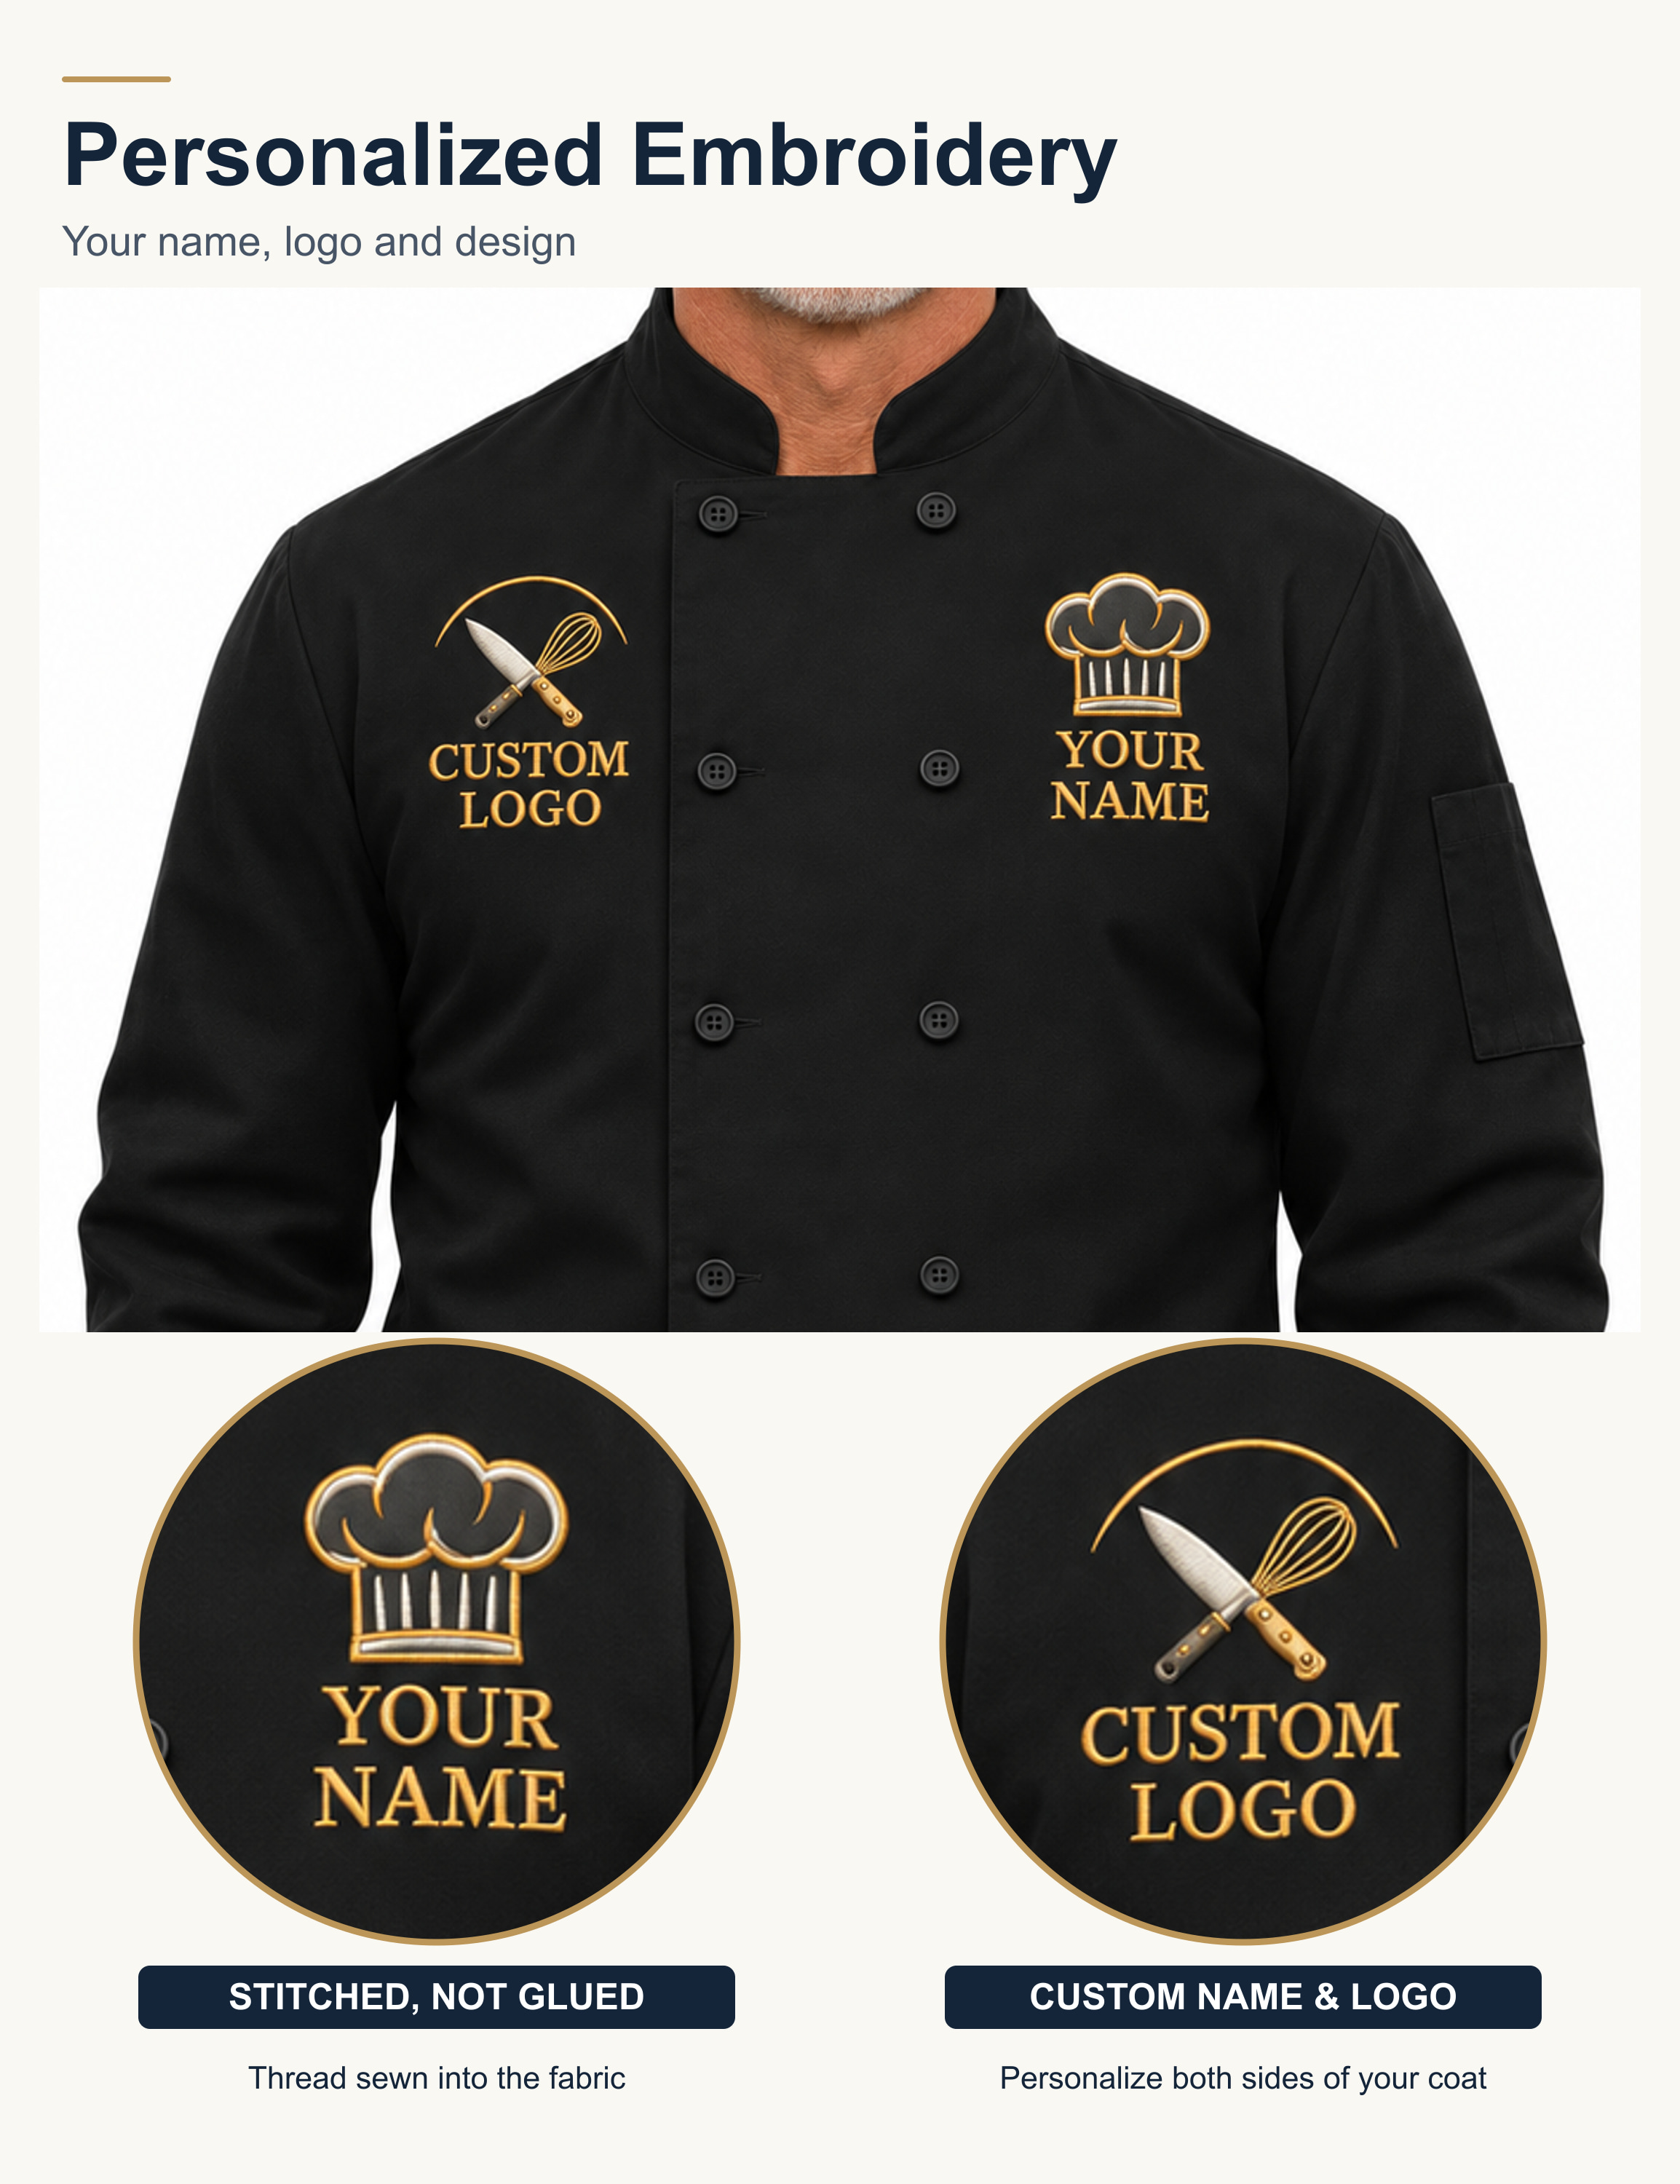 Personalized Embroidery
Your name, logo and design
CUSTOM
LOGO
YOUR
NAME
YOUR
NAME
CUSTOM
LOGO
STITCHED, NOT GLUED
CUSTOM NAME & LOGO
Thread sewn into the fabric
Personalize both sides of your coat